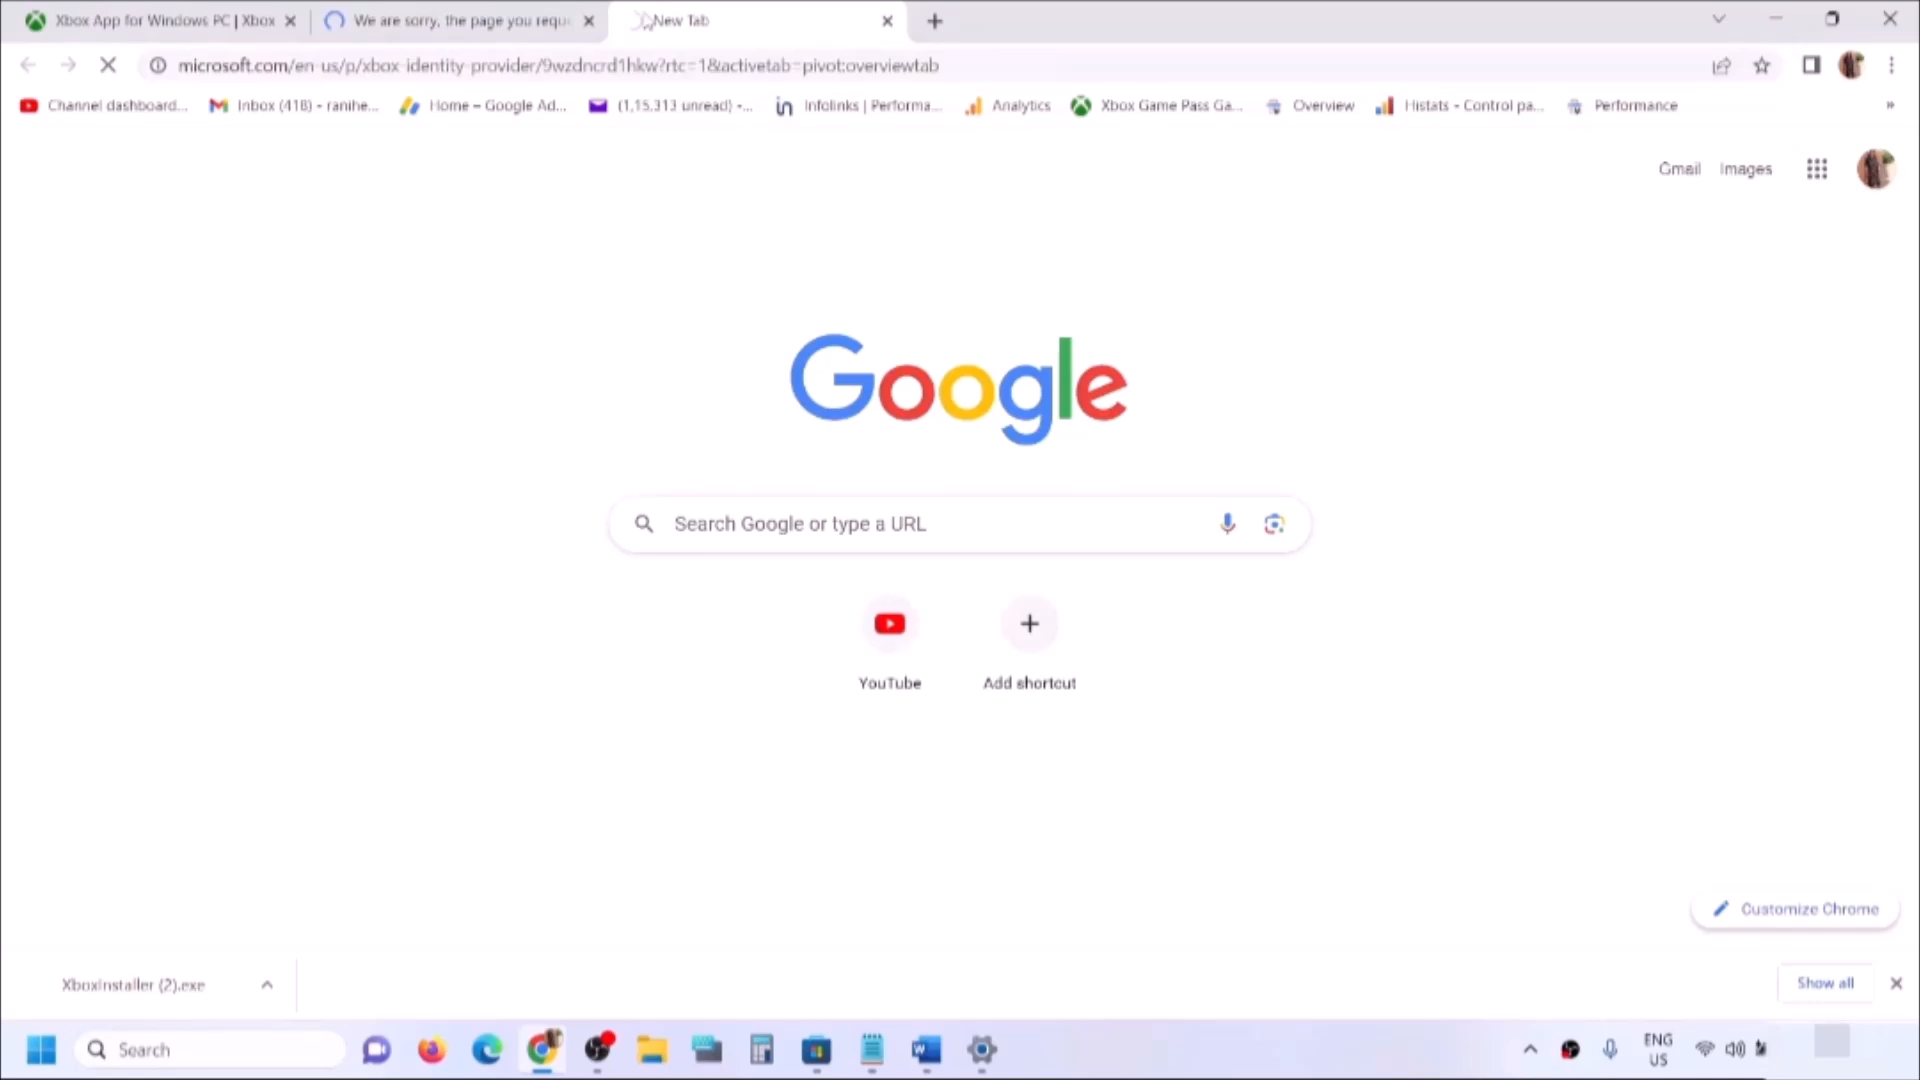 Xbox App for Windows PC | Xbox
We are sorry, the page you requ
New Tab
microsoft.com/en-us/p/xbox-identity-provider/9wzdncrd1hkw?rtc=1&activetab=pivot:overviewtab
Channel dashboard...
Inbox (418) - ranihe...
Home – Google Ad...
(1,15,313 unread) -...
Infolinks | Performa...
Analytics
Xbox Game Pass Ga...
Overview
Histats - Control pa...
Performance
»
Gmail
Images
Google
Search Google or type a URL
YouTube
Add shortcut
Customize Chrome
XboxInstaller (2).exe
Show all
Search
ENG
US